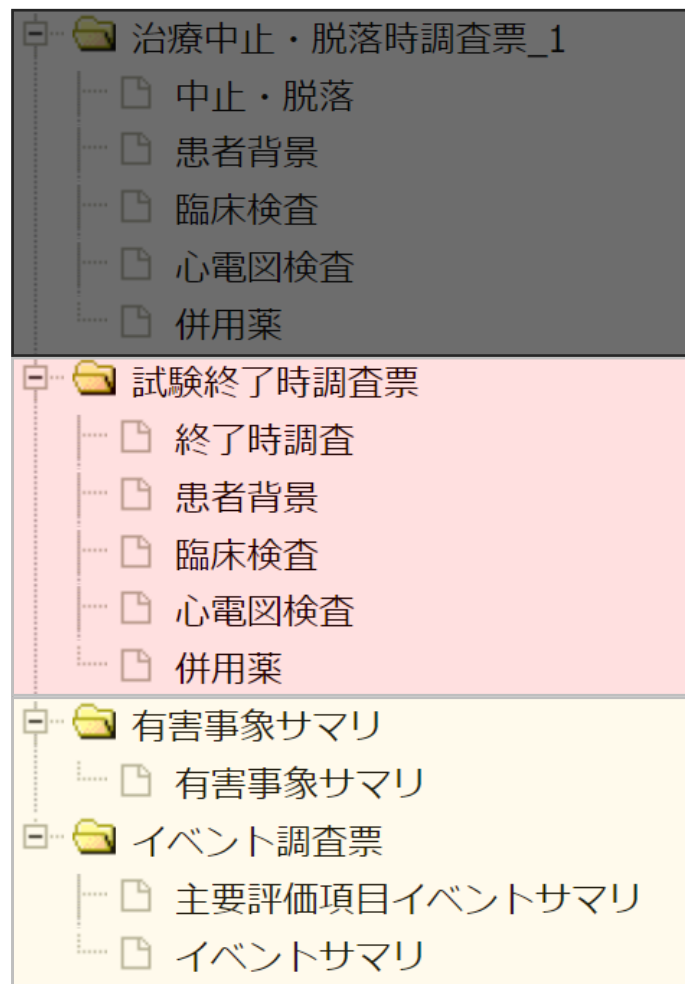 治療中止・脱落時調査票_1
中止・脱落
患者背景
臨床検査
心電図検査
併用薬
試験終了時調査票
終了時調査
患者背景
臨床検査
心電図検査
併用薬
有害事象サマリ
有害事象サマリ
イベント調査票
主要評価項目イベントサマリ
イベントサマリ